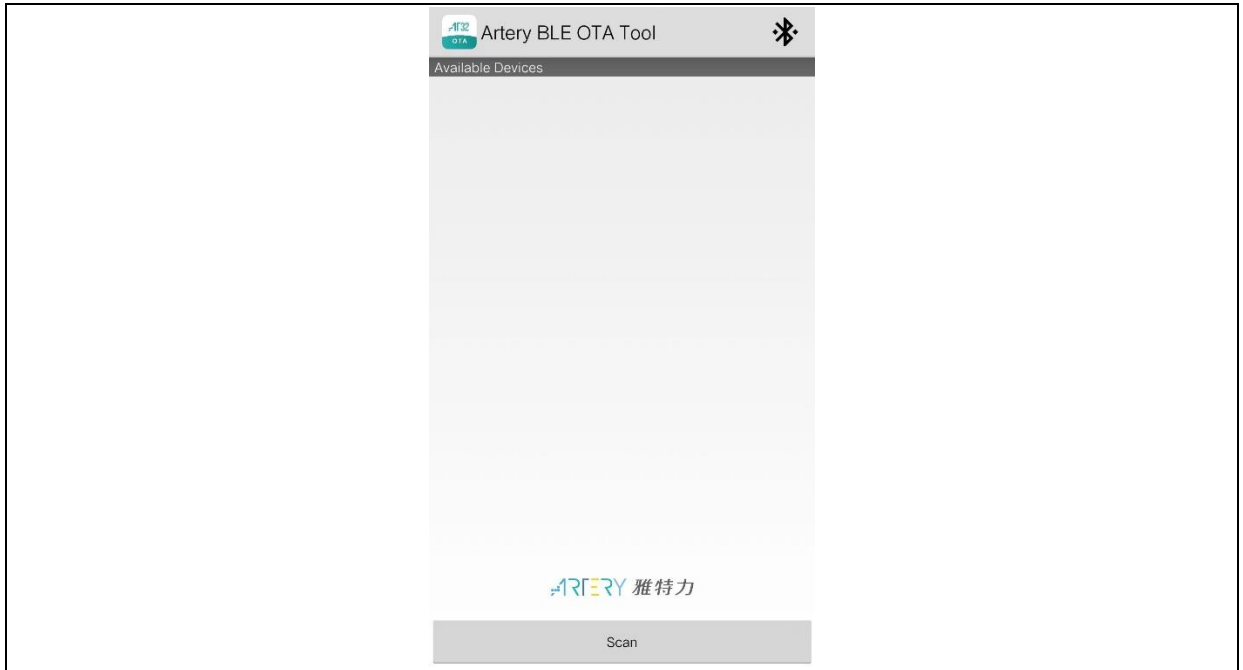 AT32
OTA
Artery BLE OTA Tool
Available Devices
ARTERY 雅特力
Scan